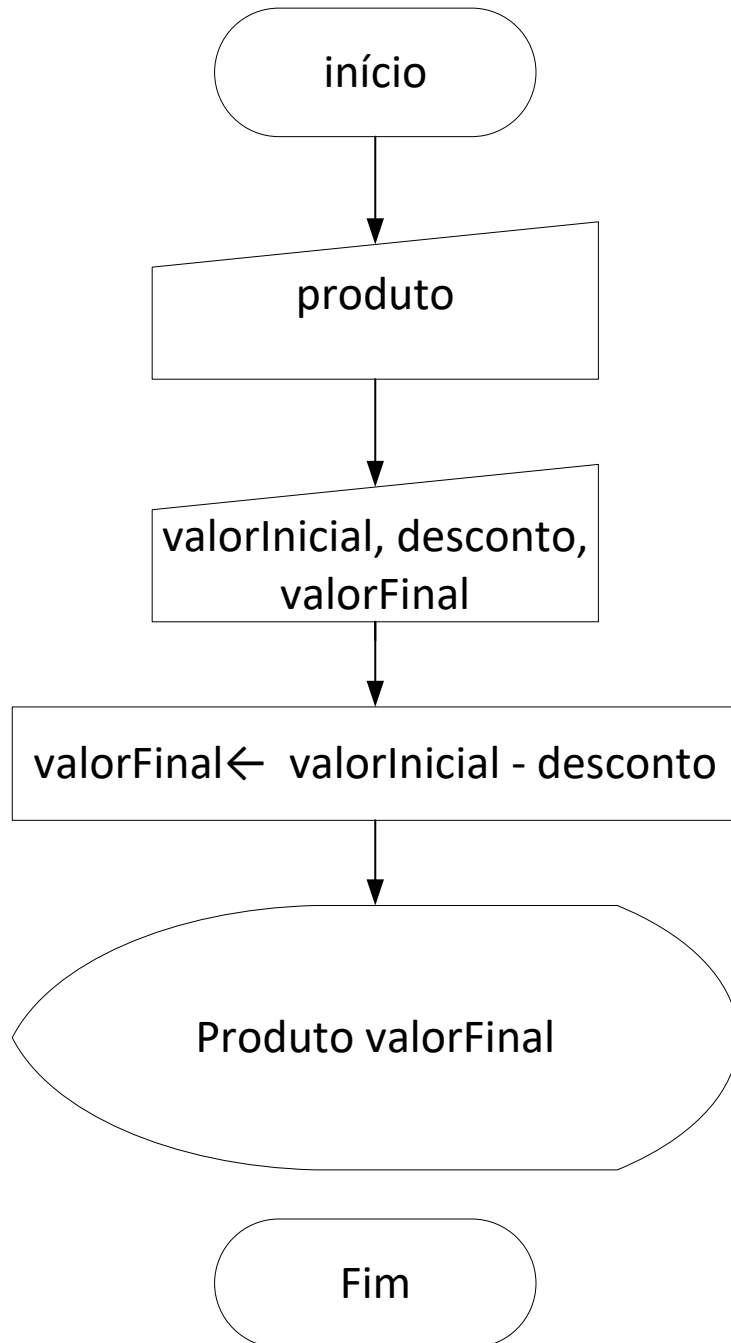 início
produto
valorInicial, desconto,
valorFinal
valorFinal← valorInicial - desconto
Produto valorFinal
Fim